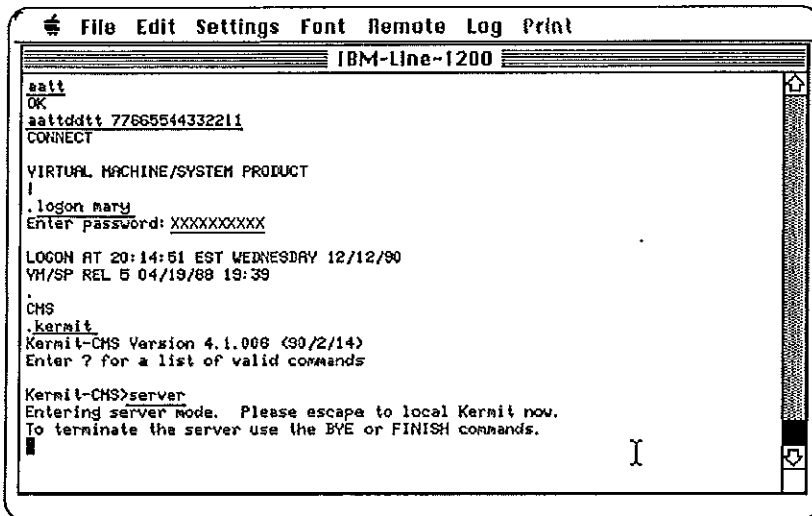 File Edit Settings Font Remote Log Print
IBM-Line-1200
aatt
OK
aattddtt 77665544332211
CONNECT
VIRTUAL MACHINE/SYSTEM PRODUCT
!
.logon mary
Enter password: XXXXXXXXXX
LOGON AT 20:14:51 EST WEDNESDAY 12/12/90
VM/SP REL 5 04/19/88 19:39
.
CMS
.kermit
Kermit-CMS Version 4.1.006 (90/2/14)
Enter ? for a list of valid commands
Kermit-CMS>server
Entering server mode. Please escape to local Kermit now.
To terminate the server use the BYE or FINISH commands.